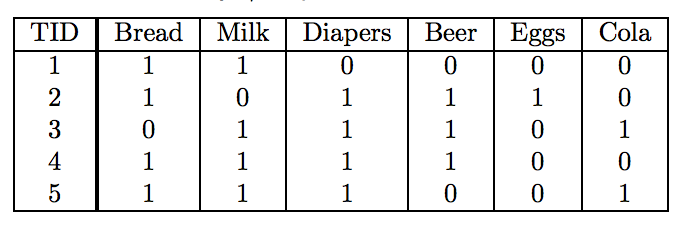 TID Bread Milk Diapers Beer Eggs Cola
1 1 1 0 0 0 0
2 1 0 1 1 1 0
3 0 1 1 1 0 1
4 1 1 1 1 0 0
5 1 1 1 0 0 1